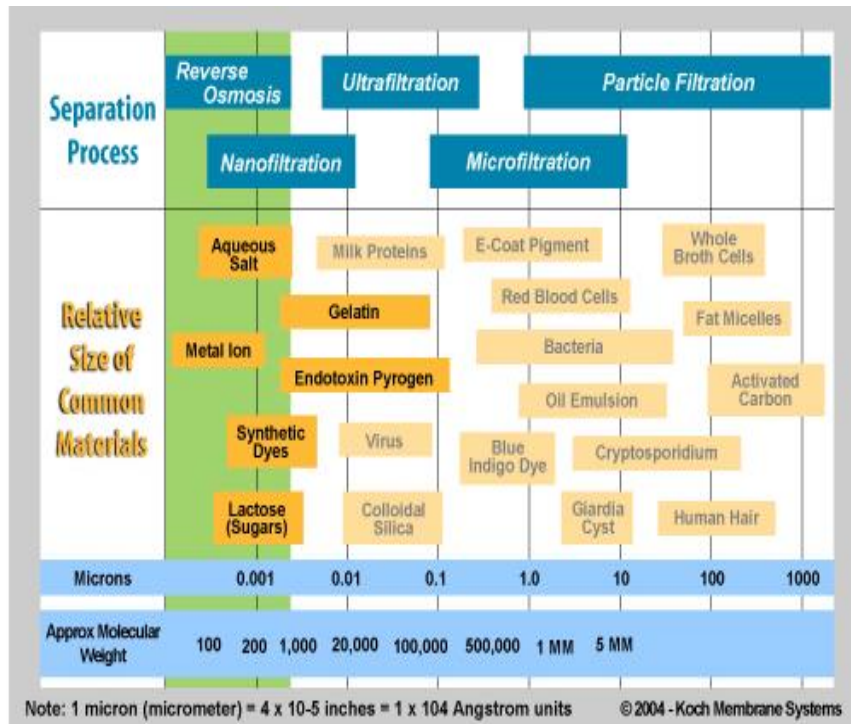 Reverse
Osmosis
Ultrafiltration
Particle Filtration
Separation
Process
Nanofiltration
Microfiltration
Aqueous
Salt
Milk Proteins
E-Coat Pigment
Whole
Broth Cells
Gelatin
Red Blood Cells
Fat Micelles
Relative
Size of
Common
Materials
Metal Ion
Bacteria
Endotoxin Pyrogen
Oil Emulsion
Activated
Carbon
Synthetic
Dyes
Virus
Blue
Indigo Dye
Cryptosporidium
Lactose
(Sugars)
Colloidal
Silica
Giardia
Cyst
Human Hair
Microns 0.001 0.01 0.1 1.0 10 100 1000
Approx Molecular
Weight
100 200 1,000 20,000 100,000 500,000 1 MM 5 MM
Note: 1 micron (micrometer) = 4 x 10-5 inches = 1 x 104 Angstrom units © 2004 - Koch Membrane Systems